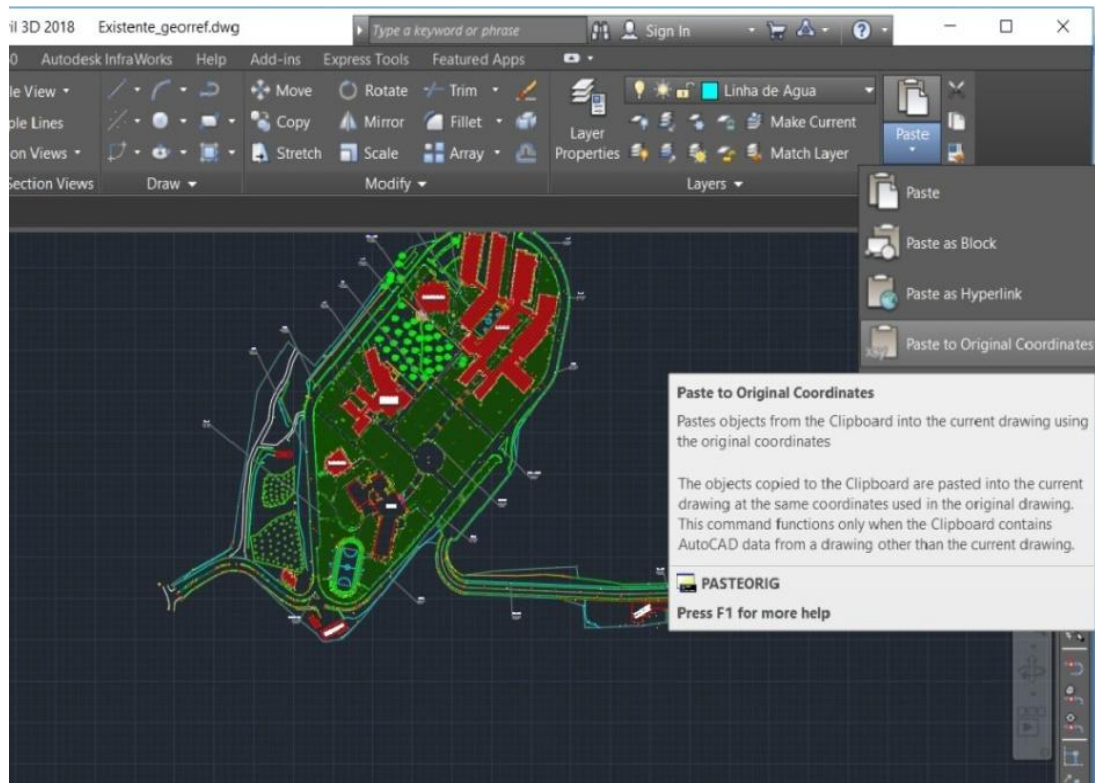 il 3D 2018 Existente_georref.dwg Type a keyword or phrase Sign In ?
0 Autodesk InfraWorks Help Add-ins Express Tools Featured Apps
le View Move Rotate Trim Linha de Agua
ple Lines Copy Mirror Fillet Layer Make Current Paste
on Views Stretch Scale Array Properties Match Layer
Section Views Draw Modify Layers
Paste
Paste as Block
Paste as Hyperlink
Paste to Original Coordinates
Paste to Original Coordinates
Pastes objects from the Clipboard into the current drawing using
the original coordinates
The objects copied to the Clipboard are pasted into the current
drawing at the same coordinates used in the original drawing.
This command functions only when the Clipboard contains
AutoCAD data from a drawing other than the current drawing.
PASTEORIG
Press F1 for more help